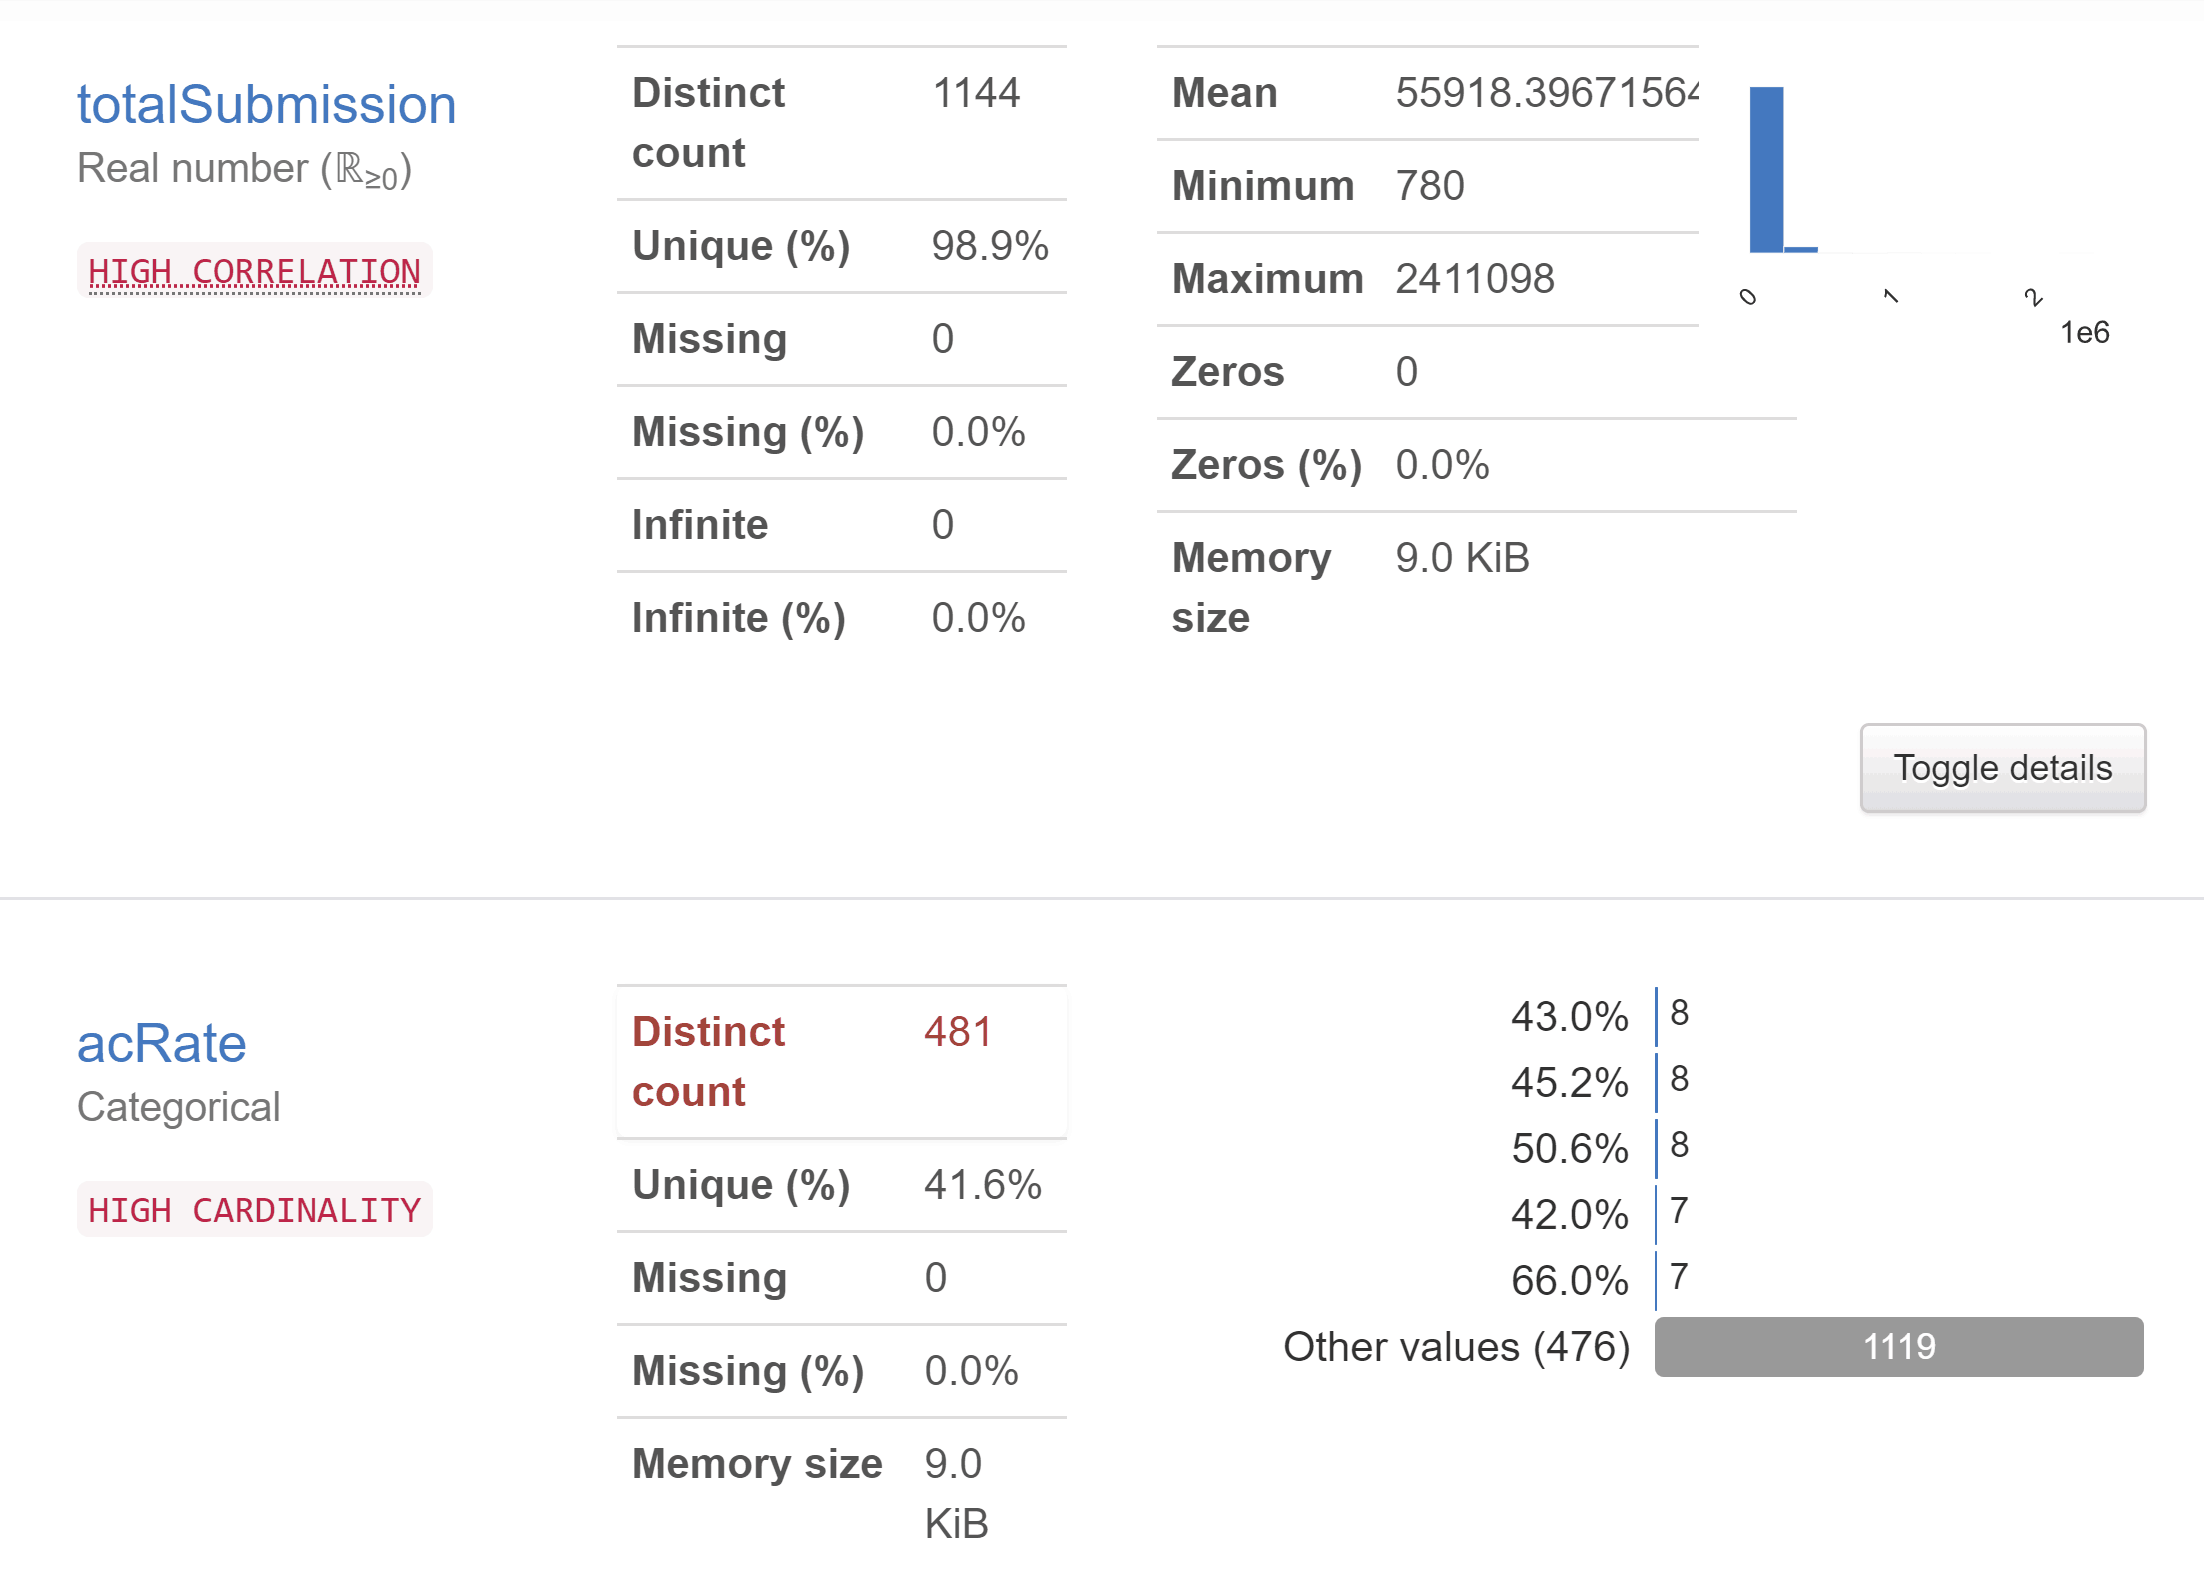 totalSubmission
Real number (ℝ≥0)
HIGH CORRELATION
Distinct count 1144
Unique (%) 98.9%
Missing 0
Missing (%) 0.0%
Infinite 0
Infinite (%) 0.0%
Mean 55918.39671564
Minimum 780
Maximum 2411098
Zeros 0
Zeros (%) 0.0%
Memory size 9.0 KiB
0 1 2
1e6
Toggle details
acRate
Categorical
HIGH CARDINALITY
Distinct count 481
Unique (%) 41.6%
Missing 0
Missing (%) 0.0%
Memory size 9.0 KiB
43.0% 8
45.2% 8
50.6% 8
42.0% 7
66.0% 7
Other values (476) 1119